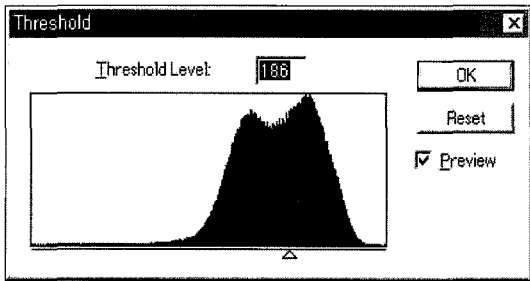 Threshold
Threshold Level: 186
OK
Reset
Preview